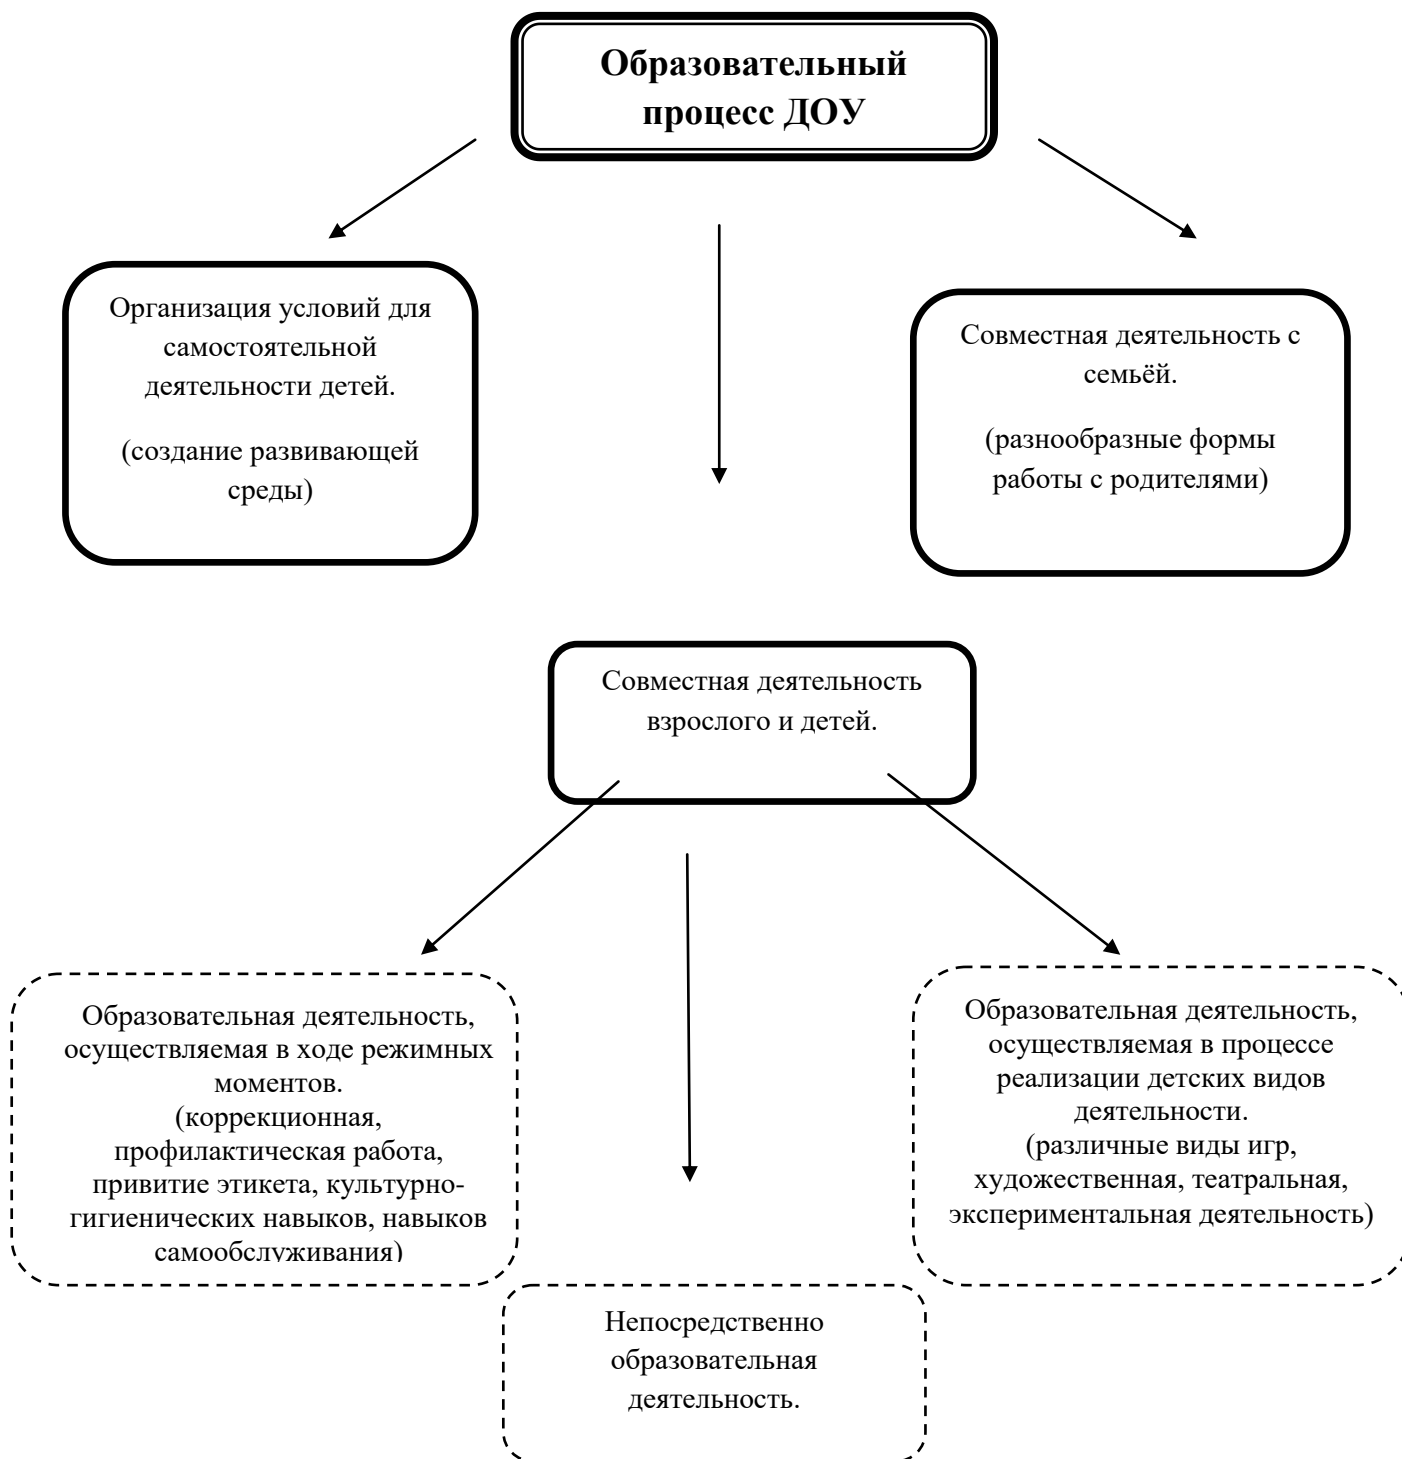 Образовательный
процесс ДОУ
Организация условий для
самостоятельной
деятельности детей.
(создание развивающей
среды)
Совместная деятельность с
семьёй.
(разнообразные формы
работы с родителями)
Совместная деятельность
взрослого и детей.
Образовательная деятельность,
осуществляемая в ходе режимных
моментов.
(коррекционная,
профилактическая работа,
привитие этикета, культурно-
гигиенических навыков, навыков
самообслуживания)
Образовательная деятельность,
осуществляемая в процессе
реализации детских видов
деятельности.
(различные виды игр,
художественная, театральная,
экспериментальная деятельность)
Непосредственно
образовательная
деятельность.